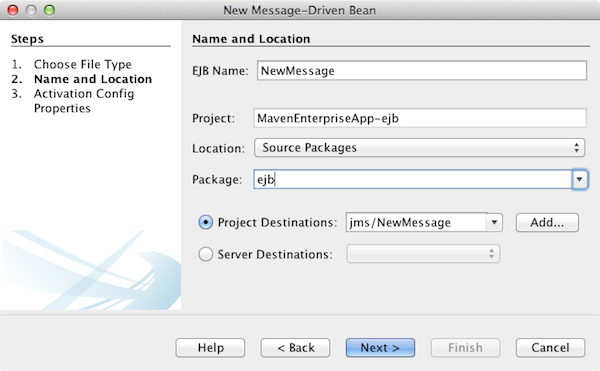 New Message-Driven Bean
Steps
1. Choose File Type
2. Name and Location
3. Activation Config
Properties
Name and Location
EJB Name: NewMessage
Project: MavenEnterpriseApp-ejb
Location: Source Packages
Package: ejb
Project Destinations: jms/NewMessage Add...
Server Destinations:
Help < Back Next > Finish Cancel